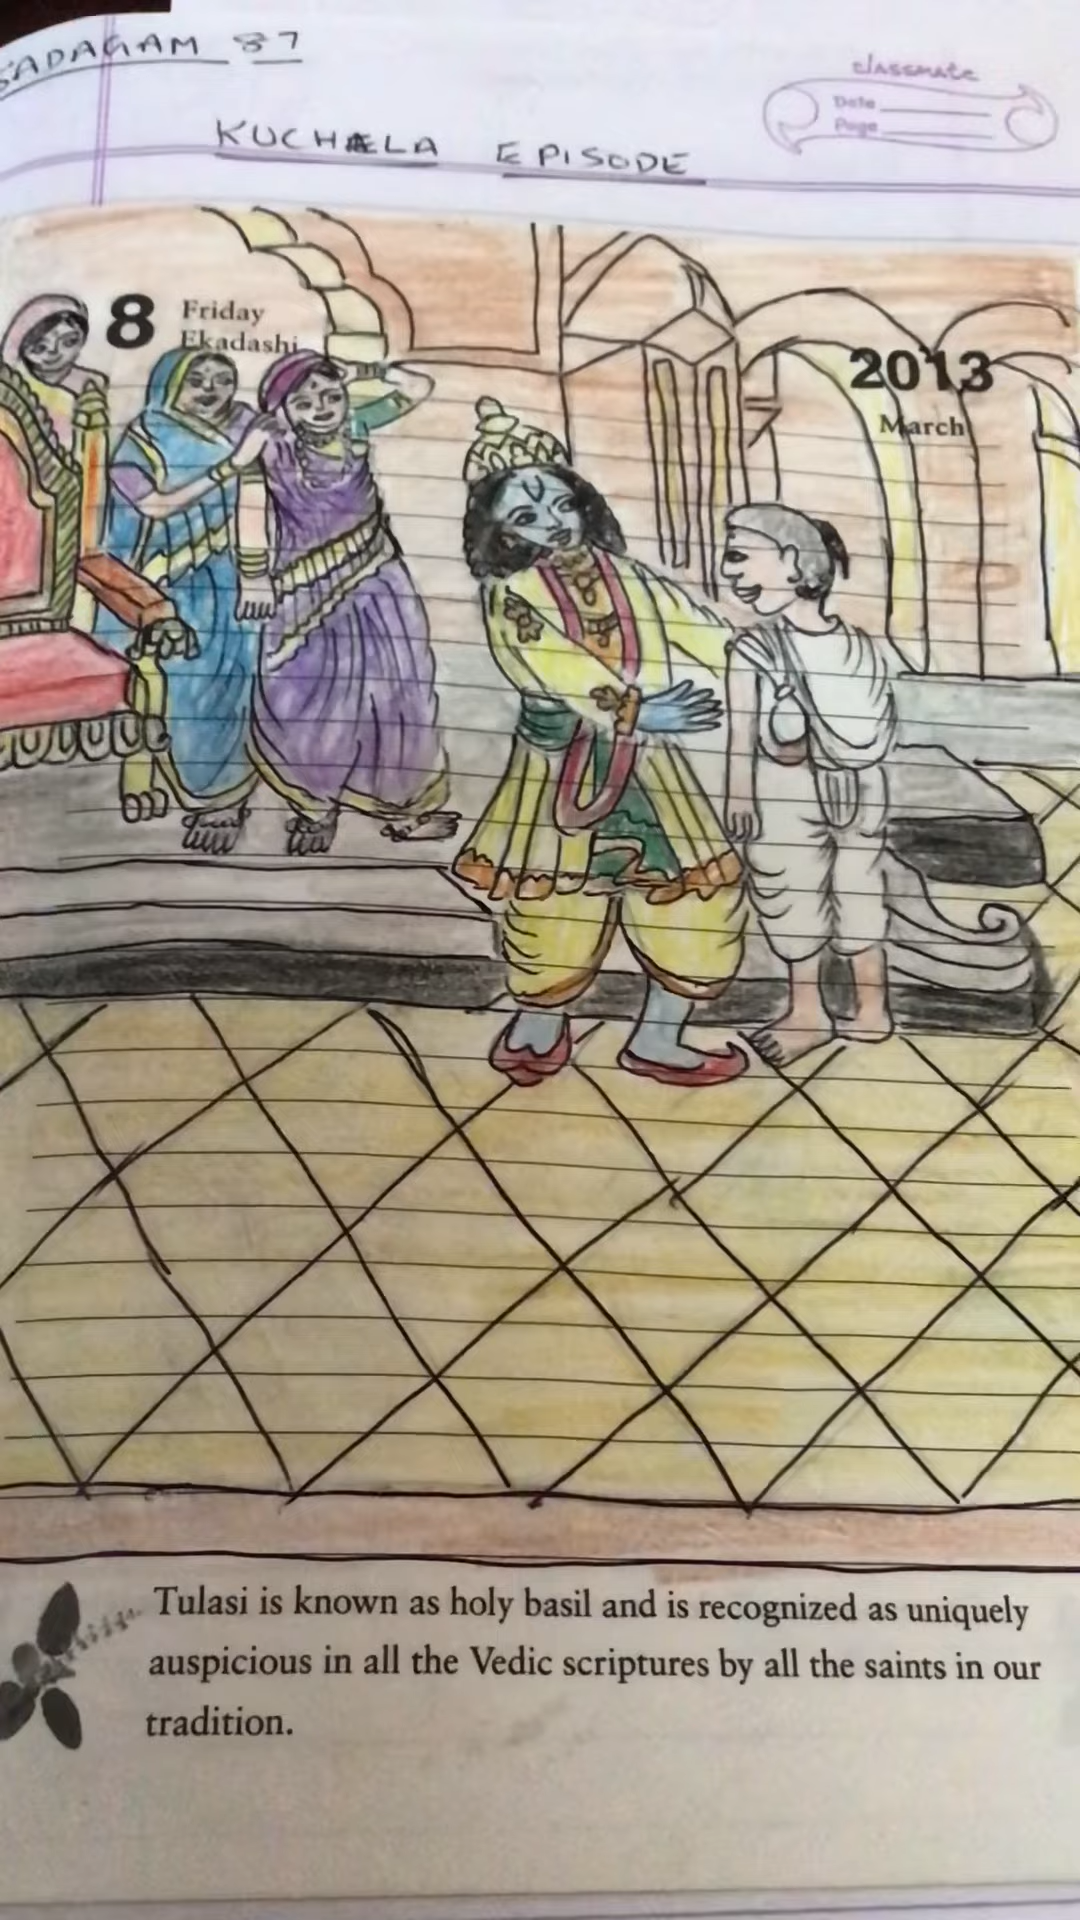 SADAGAM 87
classmate
Date
Page
KUCHELA EPISODE
8
Friday
Ekadashi
2013
March
Tulasi is known as holy basil and is recognized as uniquely
auspicious in all the Vedic scriptures by all the saints in our
tradition.